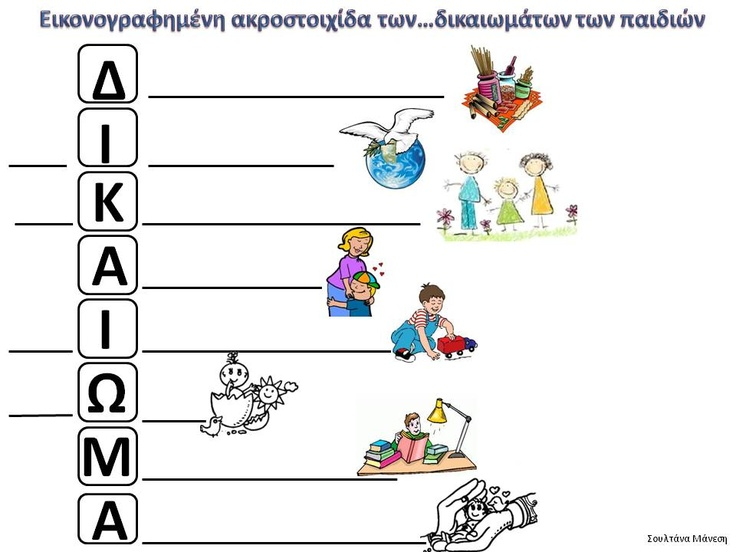 Εικονογραφημένη ακροστοιχίδα των...δικαιωμάτων των παιδιών
Δ
Ι
Κ
Α
Ι
Ω
Μ
Α
Σουλτάνα Μάνεση